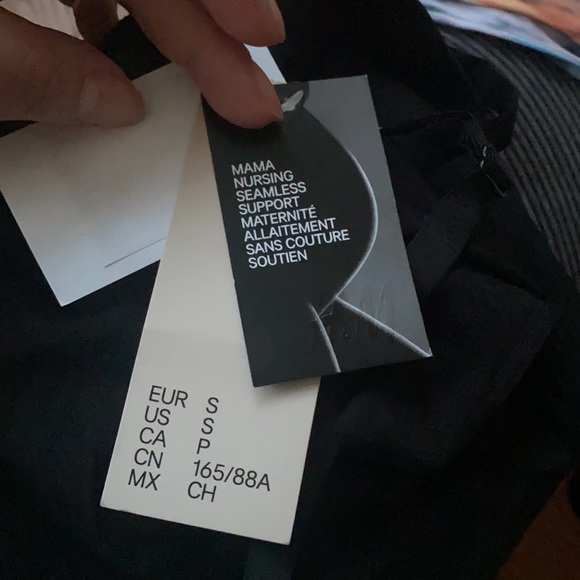 MAMA
NURSING
SEAMLESS
SUPPORT
MATERNITÉ
ALLAITEMENT
SANS COUTURE
SOUTIEN
H&M
EUR S
US S
CA P
CN 165/88A
MX CH